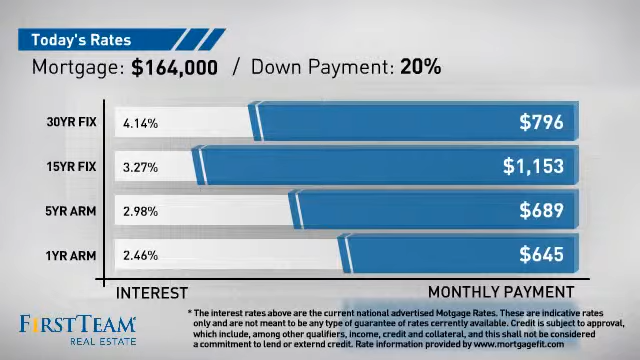 Today's Rates
Mortgage: $164,000 / Down Payment: 20%
30YR FIX 4.14% $796
15YR FIX 3.27% $1,153
5YR ARM 2.98% $689
1YR ARM 2.46% $645
INTEREST MONTHLY PAYMENT
FIRSTTEAM®
REAL ESTATE
* The interest rates above are the current national advertised Motgage Rates. These are indicative rates
only and are not meant to be any type of guarantee of rates cerrently available. Credit is subject to approval,
which include, among other qualifiers, income, credit and collateral, and this shall not be considered
a commitment to lend or externd credit. Rate information provided by www.mortgagefit.com